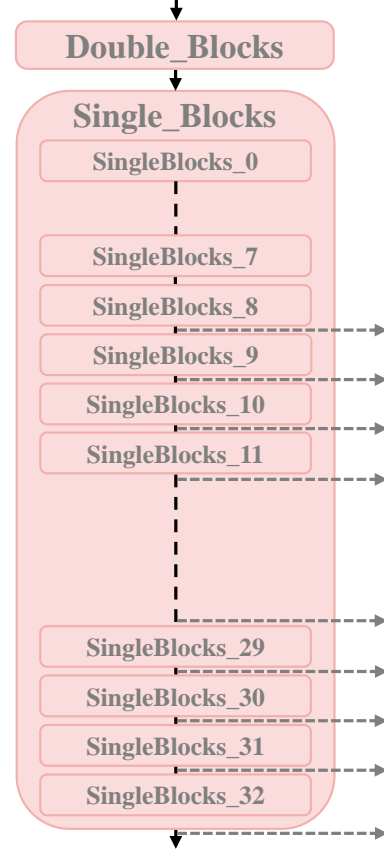 Double_Blocks
Single_Blocks
SingleBlocks_0
SingleBlocks_7
SingleBlocks_8
SingleBlocks_9
SingleBlocks_10
SingleBlocks_11
SingleBlocks_29
SingleBlocks_30
SingleBlocks_31
SingleBlocks_32